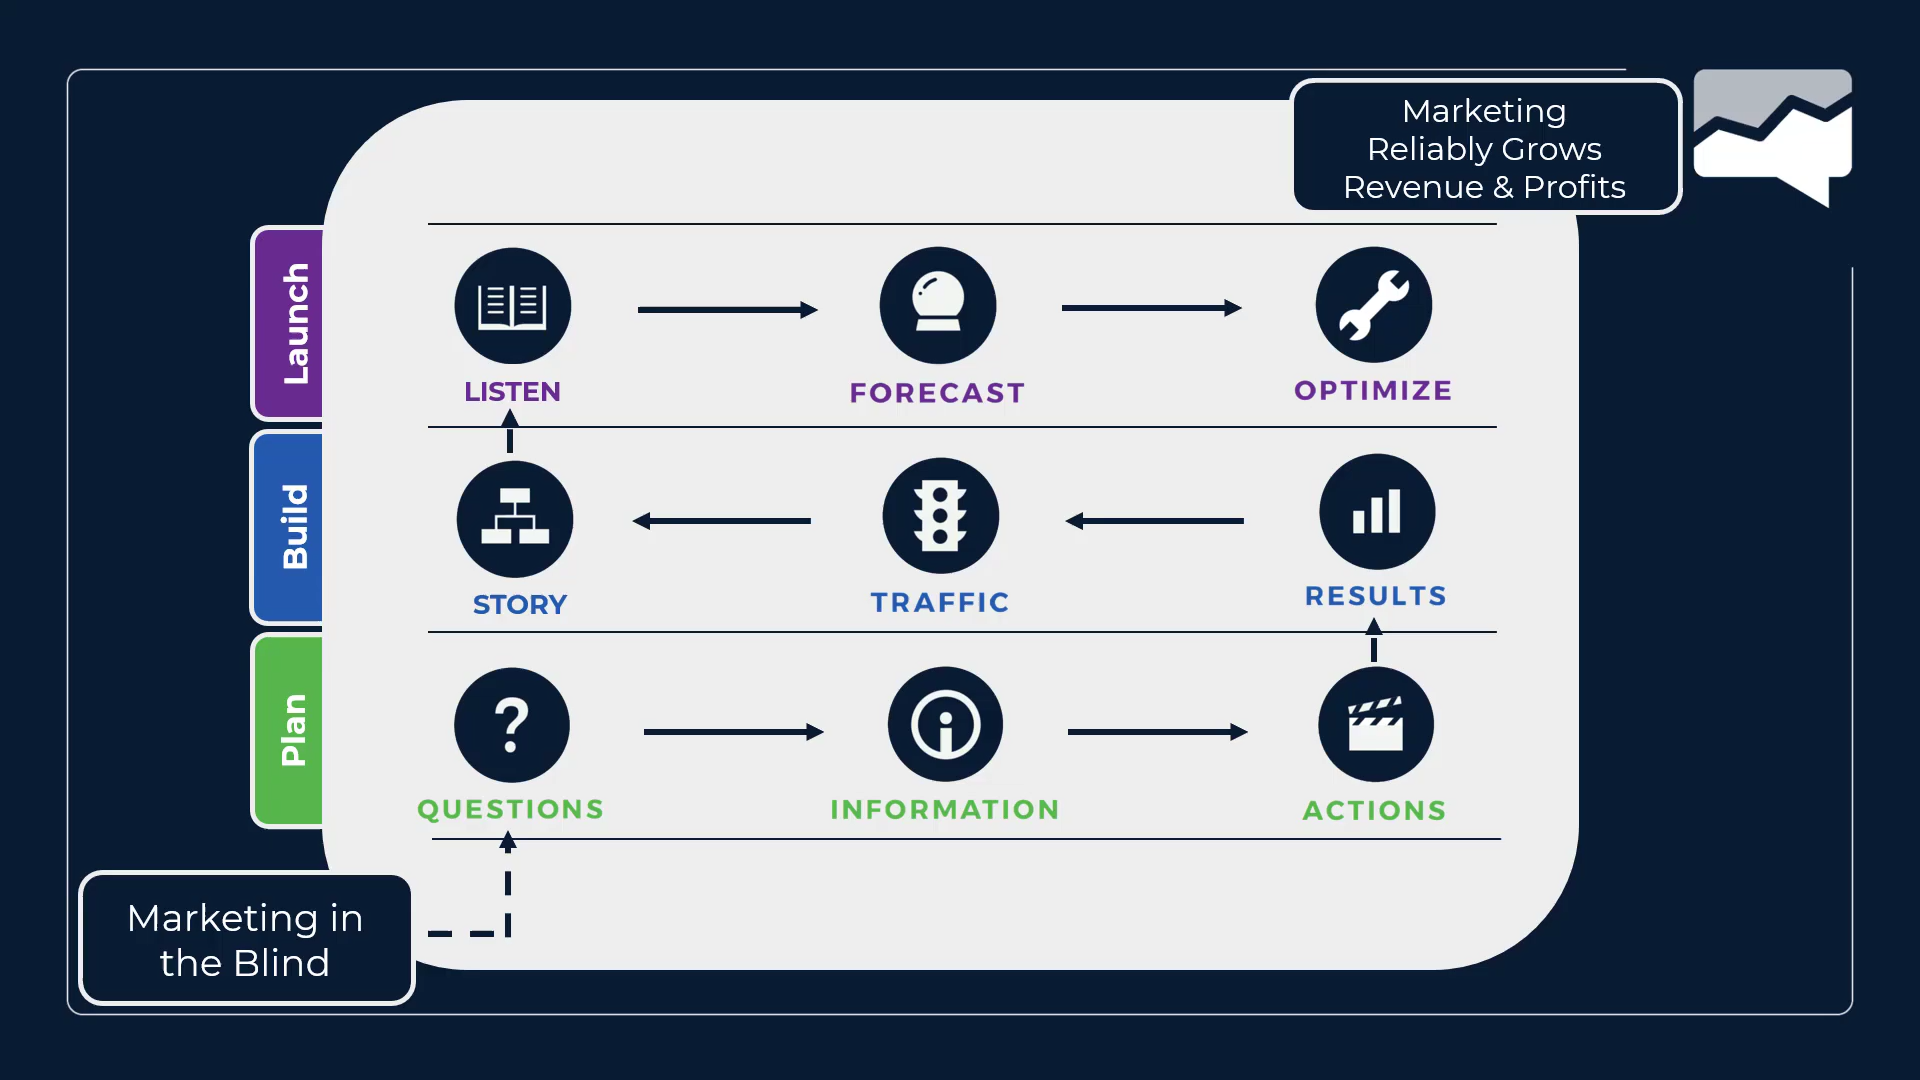 Marketing
Reliably Grows
Revenue & Profits
Launch
LISTEN
FORECAST
OPTIMIZE
Build
STORY
TRAFFIC
RESULTS
Plan
?
QUESTIONS
INFORMATION
ACTIONS
Marketing in
the Blind